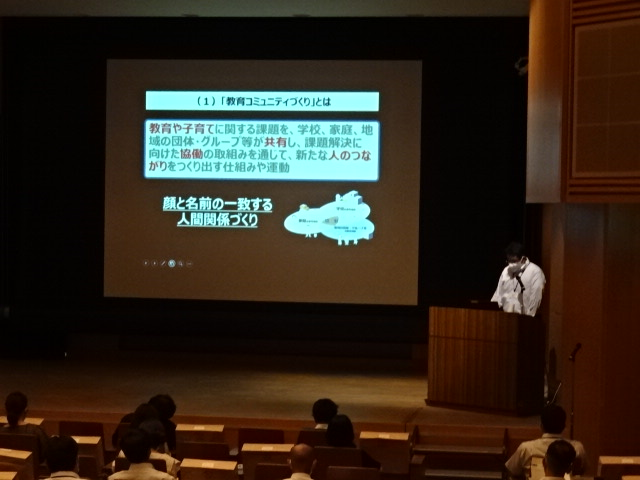 （１）「教育コミュニティづくり」とは
教育や子育てに関する課題を、学校、家庭、地
域の団体・グループ等が共有し、課題解決に
向けた協働の取組みを通して、新たな人のつな
がりをつくり出す仕組みや運動
顔と名前の一致する
人間関係づくり